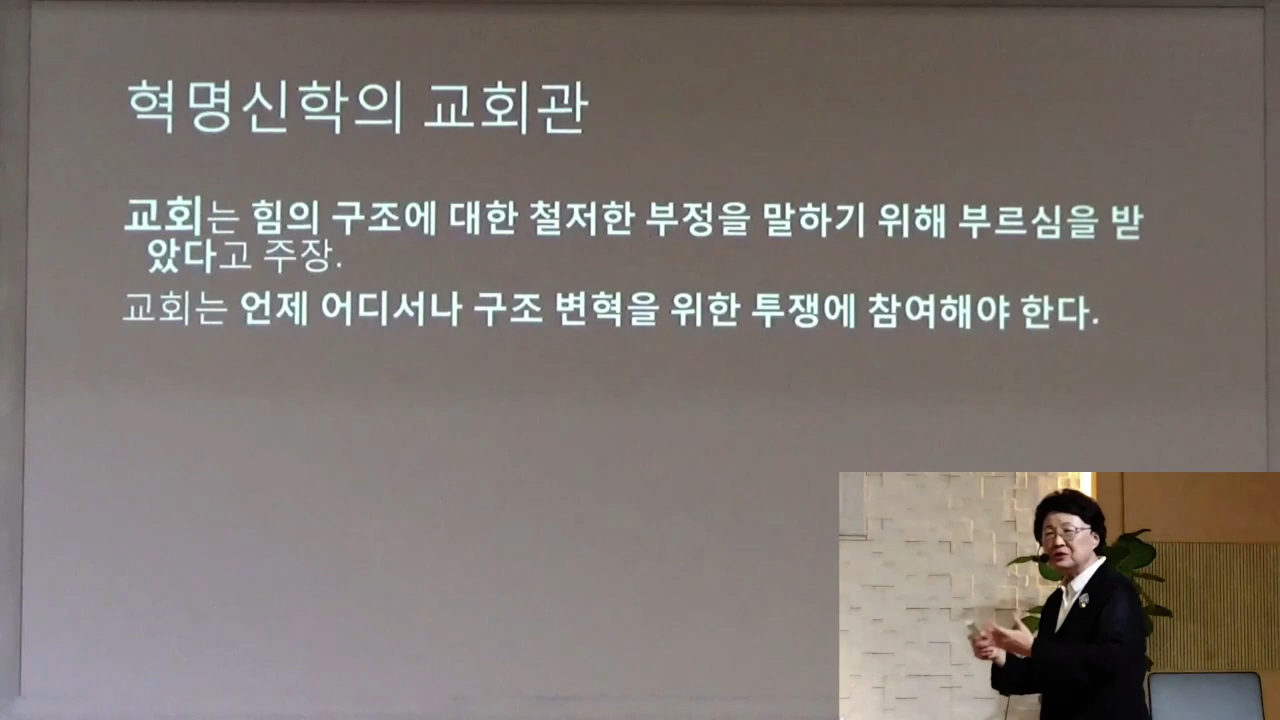 혁명신학의 교회관
교회는 힘의 구조에 대한 철저한 부정을 말하기 위해 부르심을 받
았다고 주장.
교회는 언제 어디서나 구조 변혁을 위한 투쟁에 참여해야 한다.